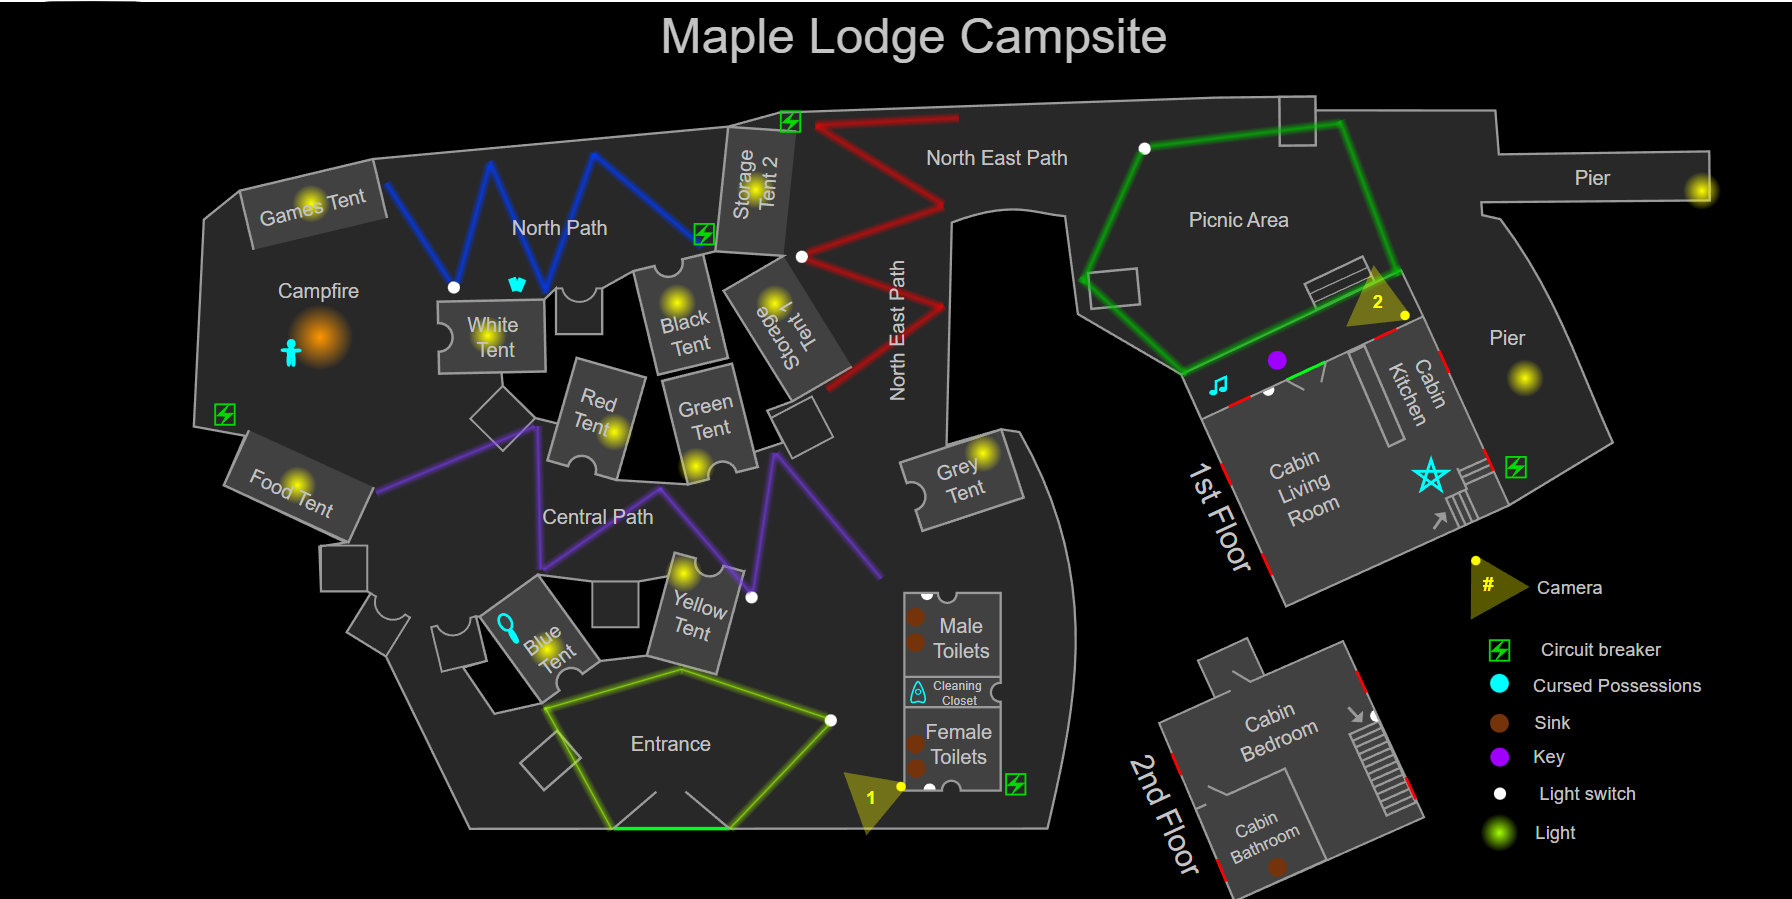 Maple Lodge Campsite
North East Path
Pier
Games Tent
Storage
Tent 2
North Path
Picnic Area
Campfire
White
Tent
Black
Tent
Storage
Tent 1
North East Path
2
Pier
Red
Tent
Green
Tent
Cabin
Kitchen
Food Tent
Grey
Tent
Cabin
Living
Room
1st Floor
Central Path
Yellow
Tent
Blue
Tent
Male
Toilets
Cleaning
Closet
Female
Toilets
Entrance
1
Cabin
Bedroom
2nd Floor
Cabin
Bathroom
# Camera
Circuit breaker
Cursed Possessions
Sink
Key
Light switch
Light